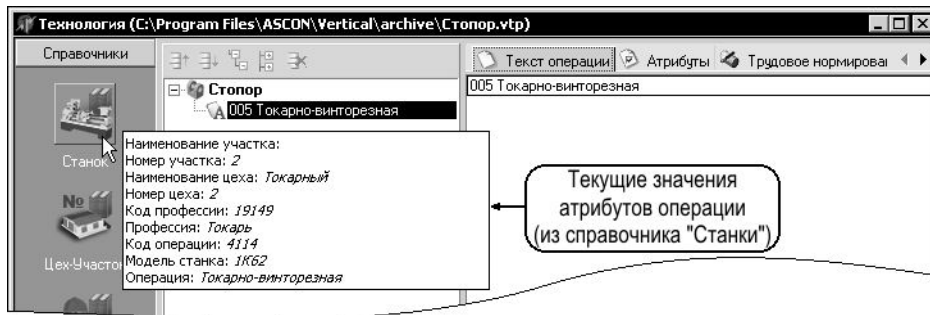 Технология (C:\Program Files\ASCON\Vertical\archive\Стопор.vtp)
Справочники
Текст операции Атрибуты Трудовое нормирован
Стопор
005 Токарно-винторезная
005 Токарно-винторезная
Станок
Наименование участка:
Номер участка: 2
Наименование цеха: Токарный
Номер цеха: 2
Код профессии: 19149
Профессия: Токарь
Код операции: 4114
Модель станка: 1К62
Операция: Токарно-винторезная
№
Цех-Участок
Текущие значения
атрибутов операции
(из справочника "Станки")